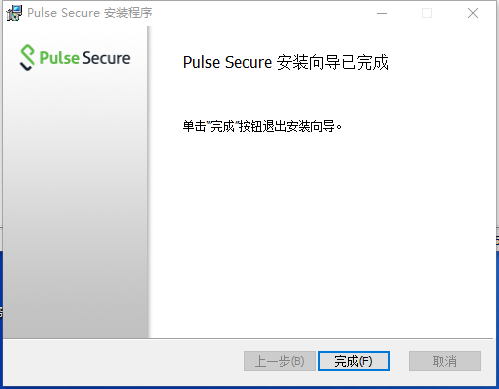 Pulse Secure 安装程序
Pulse Secure
Pulse Secure 安装向导已完成
单击"完成"按钮退出安装向导。
上一步(B)
完成(F)
取消